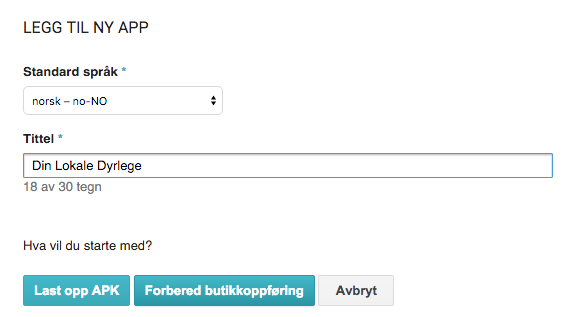 LEGG TIL NY APP
Standard språk *
norsk – no-NO
Tittel *
Din Lokale Dyrlege
18 av 30 tegn
Hva vil du starte med?
Last opp APK Forbered butikkoppføring Avbryt